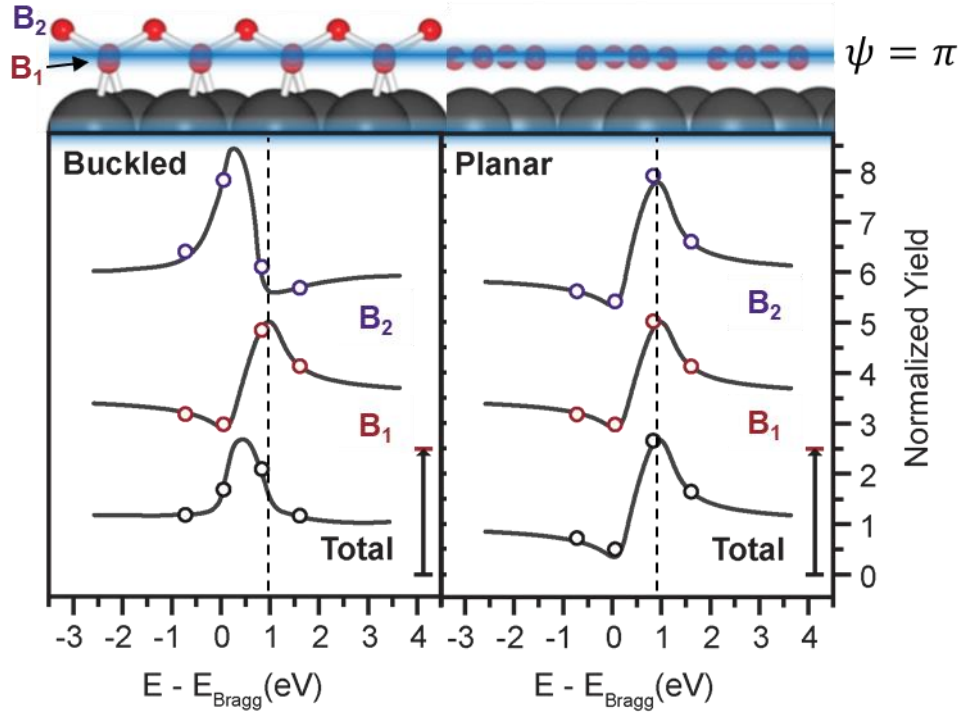 B₂
B₁
ψ = π
Buckled
Planar
B₂
B₂
B₁
B₁
Total
Total
8
7
6
5
4
3
2
1
0
Normalized Yield
-3 -2 -1 0 1 2 3 4
-3 -2 -1 0 1 2 3 4
E - E_Bragg(eV)
E - E_Bragg(eV)